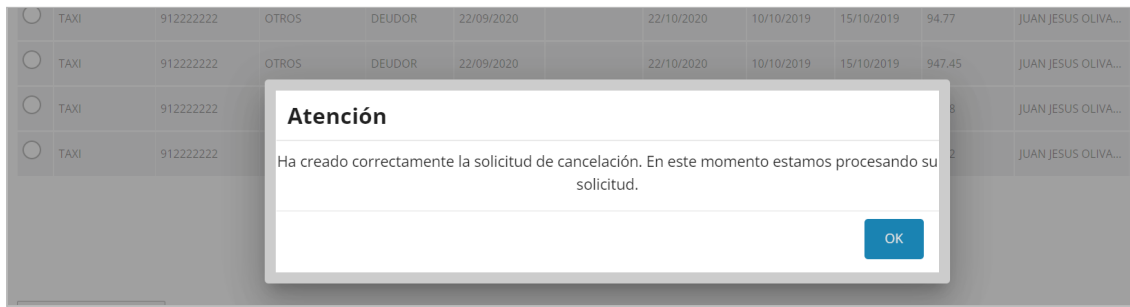 TAXI 912222222 OTROS DEUDOR 22/09/2020 22/10/2020 10/10/2019 15/10/2019 94.77 JUAN JESUS OLIVA...
TAXI 912222222 OTROS DEUDOR 22/09/2020 22/10/2020 10/10/2019 15/10/2019 947.45 JUAN JESUS OLIVA...
TAXI 912222222 8 JUAN JESUS OLIVA...
TAXI 912222222 2 JUAN JESUS OLIVA...
Atención
Ha creado correctamente la solicitud de cancelación. En este momento estamos procesando su
solicitud.
OK